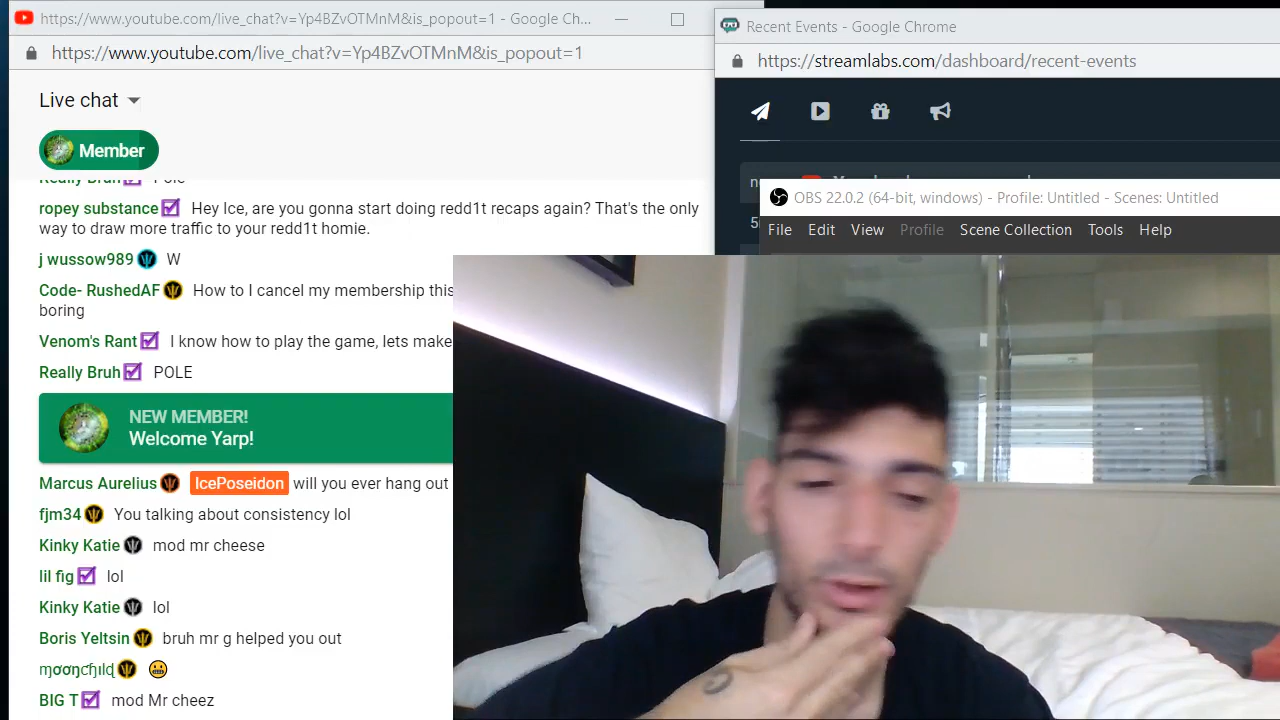 https://www.youtube.com/live_chat?v=Yp4BZvOTMnM&is_popout=1 - Google Ch...
https://www.youtube.com/live_chat?v=Yp4BZvOTMnM&is_popout=1
Live chat
Member
Really Bruh Pole
ropey substance Hey Ice, are you gonna start doing redd1t recaps again? That's the only
way to draw more traffic to your redd1t homie.
j wussow989 W
Code- RushedAF How to I cancel my membership this
boring
Venom's Rant I know how to play the game, lets make
Really Bruh POLE
NEW MEMBER!
Welcome Yarp!
Marcus Aurelius IcePoseidon will you ever hang out
fjm34 You talking about consistency lol
Kinky Katie mod mr cheese
lil fig lol
Kinky Katie lol
Boris Yeltsin bruh mr g helped you out
BIG T mod Mr cheez
Recent Events - Google Chrome
https://streamlabs.com/dashboard/recent-events
OBS 22.0.2 (64-bit, windows) - Profile: Untitled - Scenes: Untitled
File Edit View Profile Scene Collection Tools Help